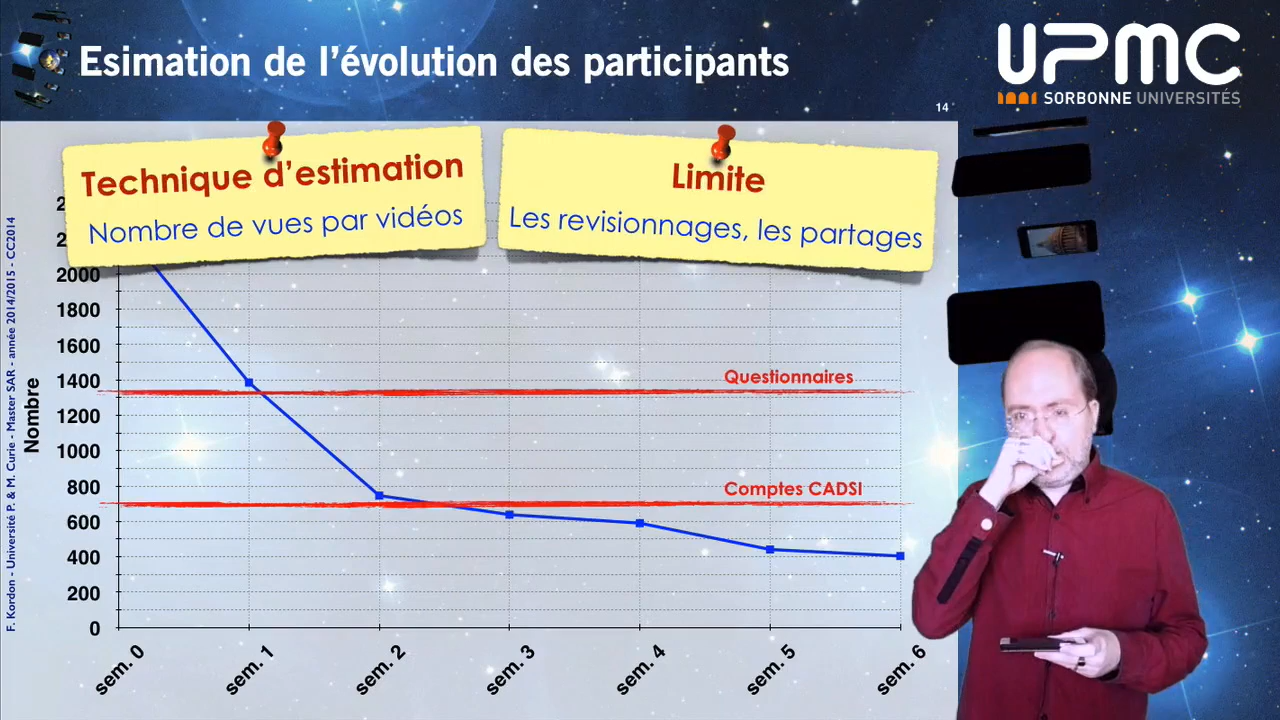 Esimation de l'évolution des participants
UPMC
SORBONNE UNIVERSITÉS
14
Technique d'estimation
Nombre de vues par vidéos
Limite
Les revisionnages, les partages
F. Kordon - Université P. & M. Curie - Master SAR - année 2014/2015 - CC2014
Nombre
2000
1800
1600
1400
1200
1000
800
600
400
200
0
Questionnaires
Comptes CADSI
sem. 0
sem. 1
sem. 2
sem. 3
sem. 4
sem. 5
sem. 6